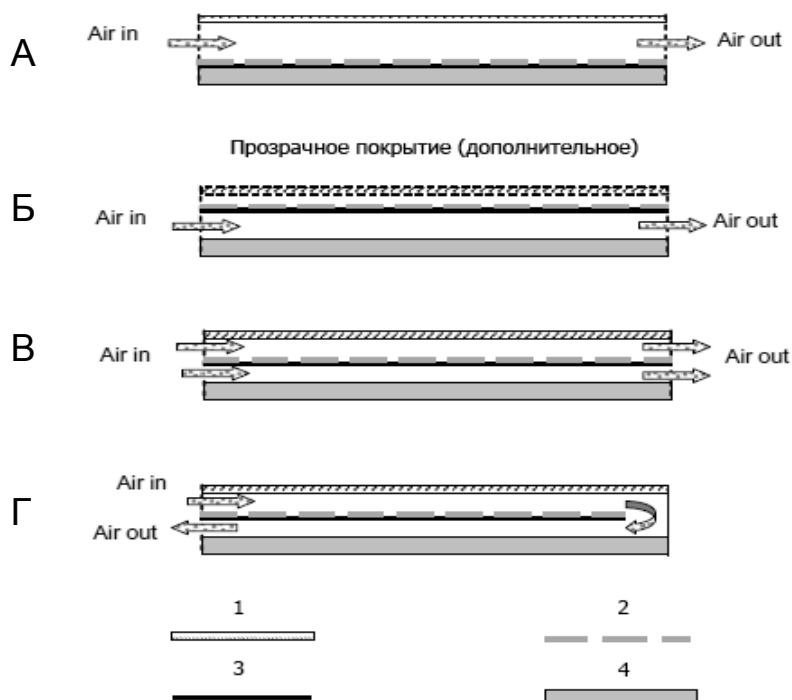 А
Air in
Air out
Прозрачное покрытие (дополнительное)
Б
Air in
Air out
В
Air in
Air out
Г
Air in
Air out
1
2
3
4